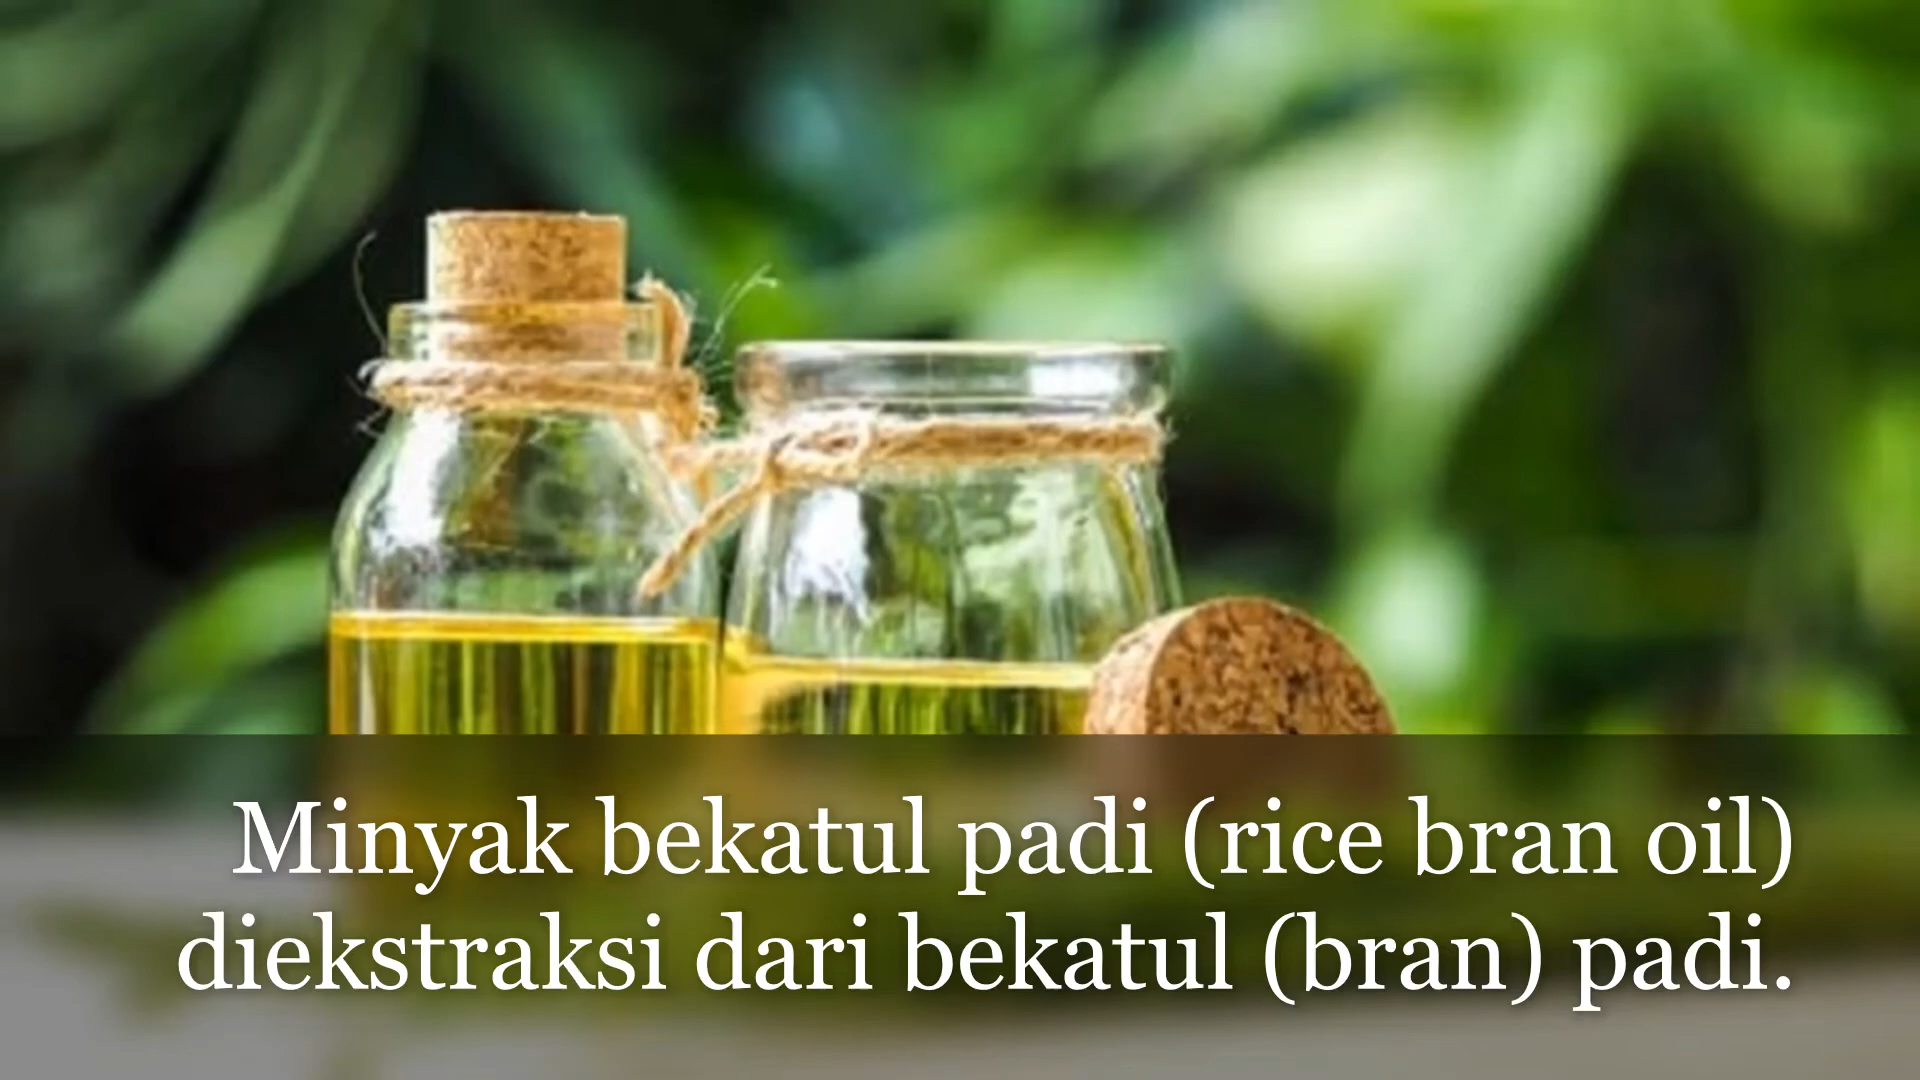 Minyak bekatul padi (rice bran oil)
diekstraksi dari bekatul (bran) padi.